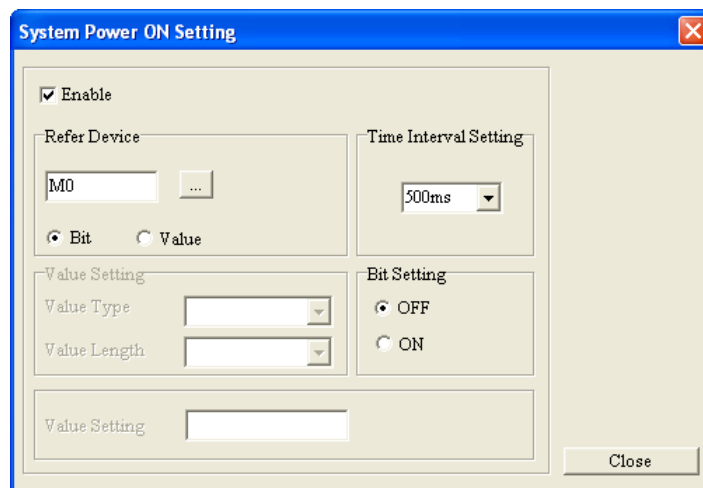 System Power ON Setting
Enable
Refer Device
M0
...
Bit
Value
Time Interval Setting
500ms
Value Setting
Value Type
Value Length
Bit Setting
OFF
ON
Value Setting
Close